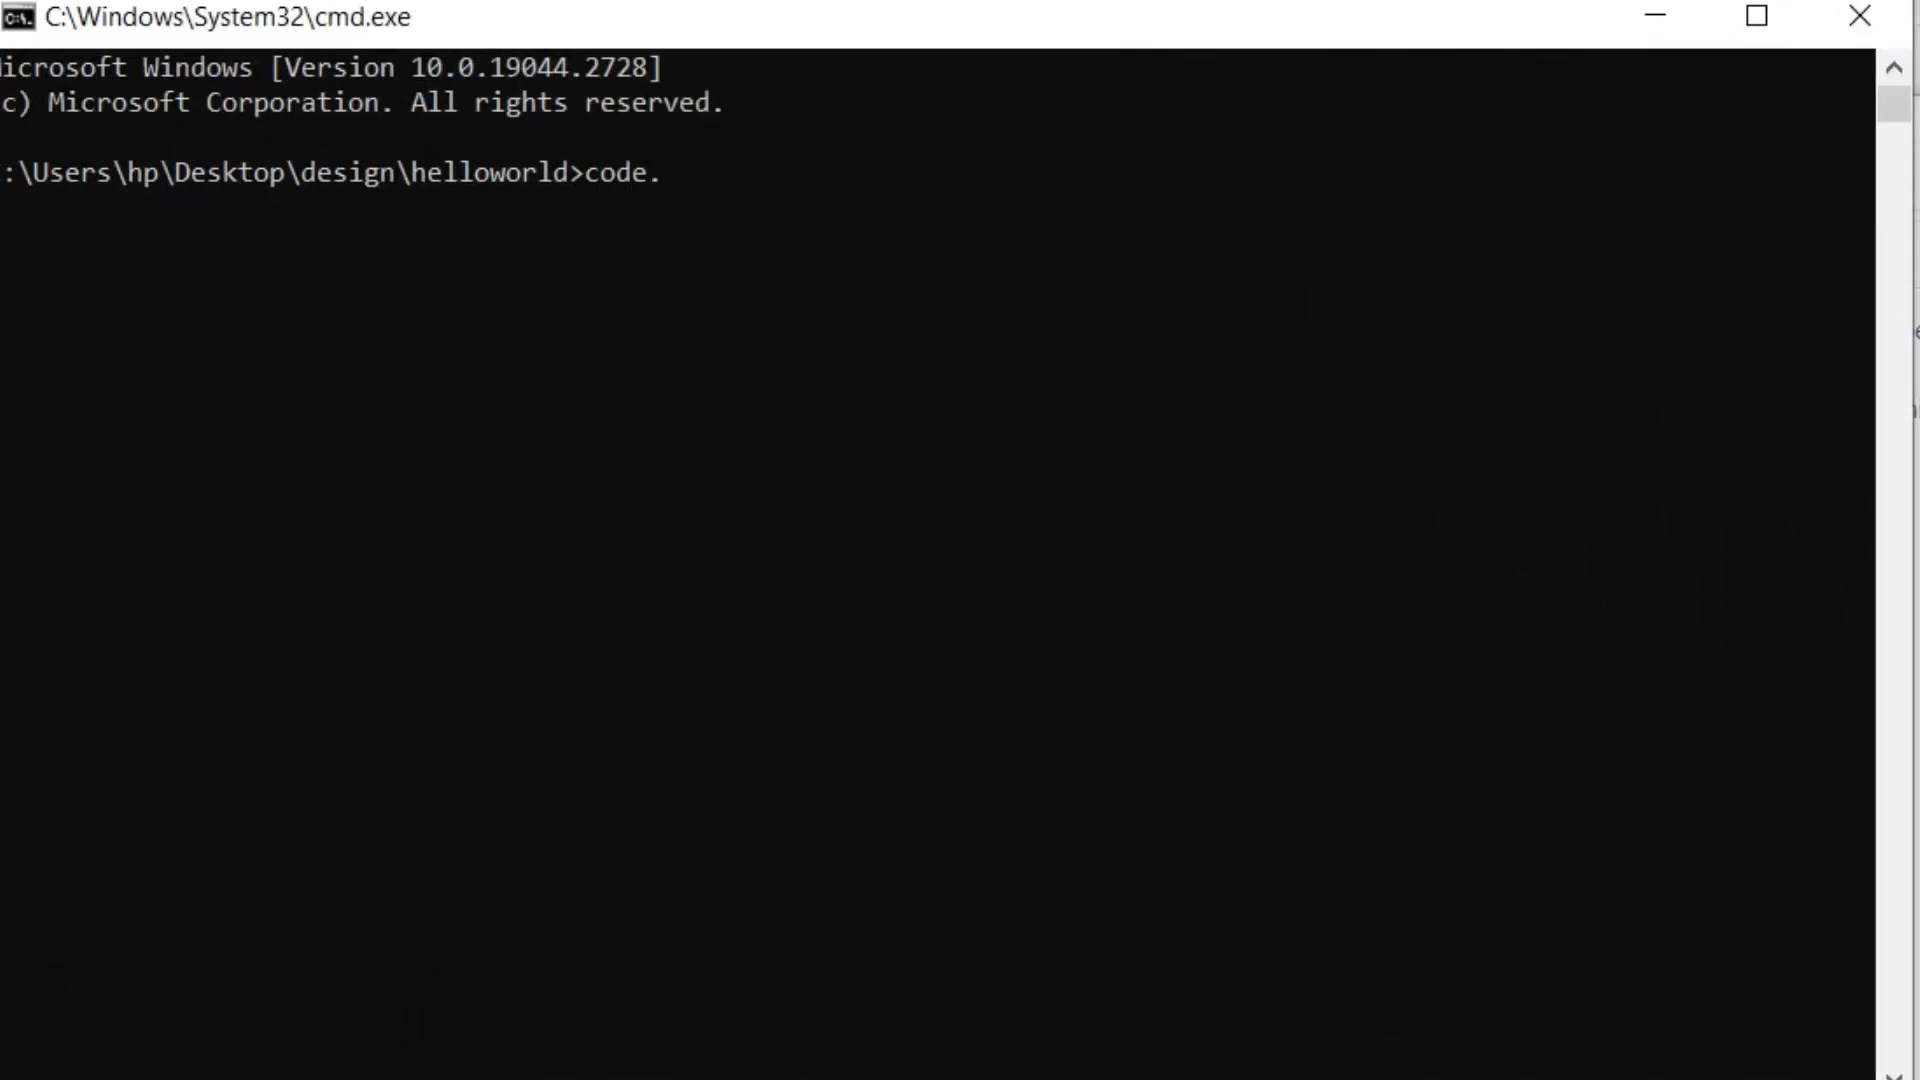 C:\Windows\System32\cmd.exe
icrosoft Windows [Version 10.0.19044.2728]
c) Microsoft Corporation. All rights reserved.
:\Users\hp\Desktop\design\helloworld>code.